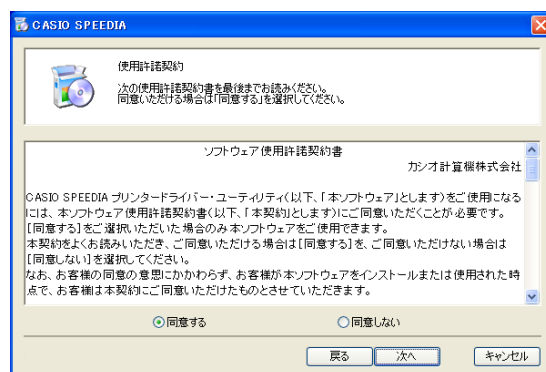 CASIO SPEEDIA
使用許諾契約
次の使用許諾契約書を最後までお読みください。
同意いただける場合は「同意する」を選択してください。
ソフトウェア使用許諾契約書
カシオ計算機株式会社
CASIO SPEEDIA プリンタードライバー・ユーティリティ(以下、「本ソフトウェア」とします)をご使用になる
には、本ソフトウェア使用許諾契約書(以下、「本契約」とします)にご同意いただくことが必要です。
[同意する]をご選択いただいた場合のみ本ソフトウェアをご使用できます。
本契約をよくお読みいただき、ご同意いただける場合は[同意する]を、ご同意いただけない場合は
[同意しない]を選択してください。
なお、お客様の同意の意思にかかわらず、お客様が本ソフトウェアをインストールまたは使用された時
点で、お客様は本契約にご同意いただけたものとさせていただきます。
同意する 同意しない
戻る 次へ キャンセル